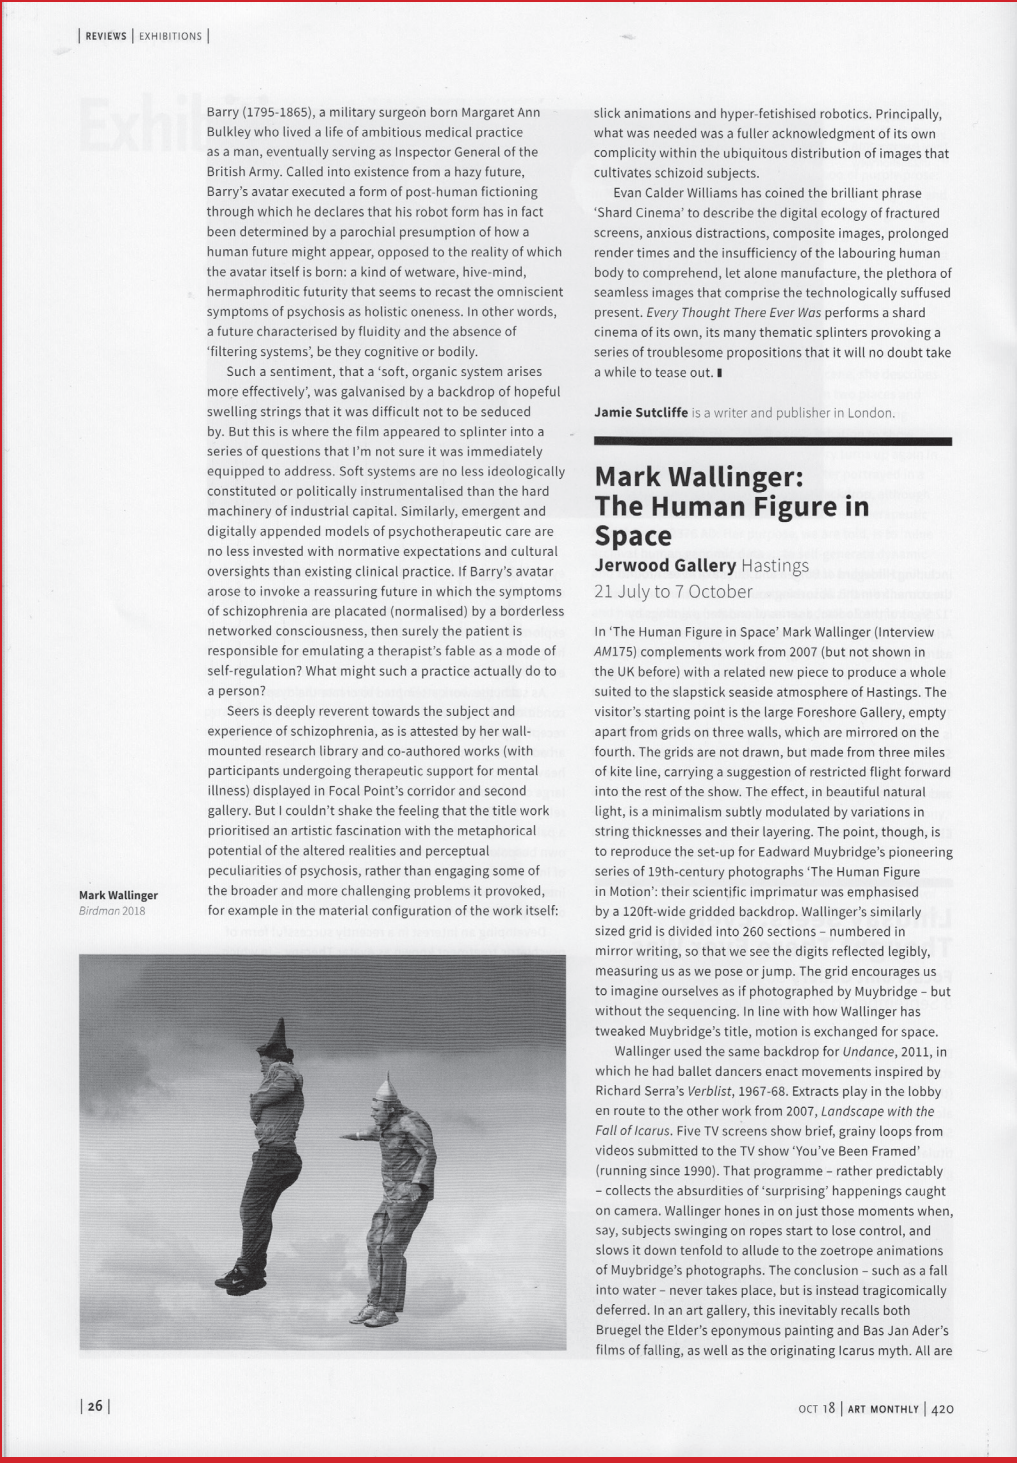 | REVIEWS | EXHIBITIONS |
Barry (1795-1865), a military surgeon born Margaret Ann
Bulkley who lived a life of ambitious medical practice
as a man, eventually serving as Inspector General of the
British Army. Called into existence from a hazy future,
Barry’s avatar executed a form of post-human fictioning
through which he declares that his robot form has in fact
been determined by a parochial presumption of how a
human future might appear, opposed to the reality of which
the avatar itself is born: a kind of wetware, hive-mind,
hermaphroditic futurity that seems to recast the omniscient
symptoms of psychosis as holistic oneness. In other words,
a future characterised by fluidity and the absence of
‘filtering systems’, be they cognitive or bodily.
Such a sentiment, that a ‘soft, organic system arises
more effectively’, was galvanised by a backdrop of hopeful
swelling strings that it was difficult not to be seduced
by. But this is where the film appeared to splinter into a
series of questions that I’m not sure it was immediately
equipped to address. Soft systems are no less ideologically
constituted or politically instrumentalised than the hard
machinery of industrial capital. Similarly, emergent and
digitally appended models of psychotherapeutic care are
no less invested with normative expectations and cultural
oversights than existing clinical practice. If Barry’s avatar
arose to invoke a reassuring future in which the symptoms
of schizophrenia are placated (normalised) by a borderless
networked consciousness, then surely the patient is
responsible for emulating a therapist’s fable as a mode of
self-regulation? What might such a practice actually do to
a person?
Seers is deeply reverent towards the subject and
experience of schizophrenia, as is attested by her wall-
mounted research library and co-authored works (with
participants undergoing therapeutic support for mental
illness) displayed in Focal Point’s corridor and second
gallery. But I couldn’t shake the feeling that the title work
prioritised an artistic fascination with the metaphorical
potential of the altered realities and perceptual
peculiarities of psychosis, rather than engaging some of
the broader and more challenging problems it provoked,
for example in the material configuration of the work itself:
Mark Wallinger
Birdman 2018
slick animations and hyper-fetishised robotics. Principally,
what was needed was a fuller acknowledgment of its own
complicity within the ubiquitous distribution of images that
cultivates schizoid subjects.
Evan Calder Williams has coined the brilliant phrase
‘Shard Cinema’ to describe the digital ecology of fractured
screens, anxious distractions, composite images, prolonged
render times and the insufficiency of the labouring human
body to comprehend, let alone manufacture, the plethora of
seamless images that comprise the technologically suffused
present. Every Thought There Ever Was performs a shard
cinema of its own, its many thematic splinters provoking a
series of troublesome propositions that it will no doubt take
a while to tease out.
Jamie Sutcliffe is a writer and publisher in London.
Mark Wallinger:
The Human Figure in
Space
Jerwood Gallery Hastings
21 July to 7 October
In ‘The Human Figure in Space’ Mark Wallinger (Interview
AM175) complements work from 2007 (but not shown in
the UK before) with a related new piece to produce a whole
suited to the slapstick seaside atmosphere of Hastings. The
visitor’s starting point is the large Foreshore Gallery, empty
apart from grids on three walls, which are mirrored on the
fourth. The grids are not drawn, but made from three miles
of kite line, carrying a suggestion of restricted flight forward
into the rest of the show. The effect, in beautiful natural
light, is a minimalism subtly modulated by variations in
string thicknesses and their layering. The point, though, is
to reproduce the set-up for Eadward Muybridge’s pioneering
series of 19th-century photographs ‘The Human Figure
in Motion’: their scientific imprimatur was emphasised
by a 120ft-wide gridded backdrop. Wallinger’s similarly
sized grid is divided into 260 sections – numbered in
mirror writing, so that we see the digits reflected legibly,
measuring us as we pose or jump. The grid encourages us
to imagine ourselves as if photographed by Muybridge – but
without the sequencing. In line with how Wallinger has
tweaked Muybridge’s title, motion is exchanged for space.
Wallinger used the same backdrop for Undance, 2011, in
which he had ballet dancers enact movements inspired by
Richard Serra’s Verblist, 1967-68. Extracts play in the lobby
en route to the other work from 2007, Landscape with the
Fall of Icarus. Five TV screens show brief, grainy loops from
videos submitted to the TV show ‘You’ve Been Framed’
(running since 1990). That programme – rather predictably
– collects the absurdities of ‘surprising’ happenings caught
on camera. Wallinger hones in on just those moments when,
say, subjects swinging on ropes start to lose control, and
slows it down tenfold to allude to the zoetrope animations
of Muybridge’s photographs. The conclusion – such as a fall
into water – never takes place, but is instead tragicomically
deferred. In an art gallery, this inevitably recalls both
Bruegel the Elder’s eponymous painting and Bas Jan Ader’s
films of falling, as well as the originating Icarus myth. All are
| 26 |
OCT 18 | ART MONTHLY | 420